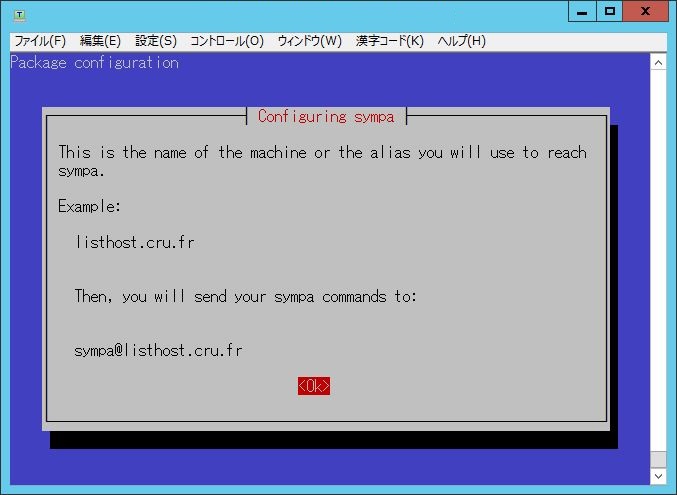 ファイル(F) 編集(E) 設定(S) コントロール(O) ウィンドウ(W) 漢字コード(K) ヘルプ(H)
Package configuration
Configuring sympa
This is the name of the machine or the alias you will use to reach
sympa.
Example:
listhost.cru.fr
Then, you will send your sympa commands to:
sympa@listhost.cru.fr
<Ok>